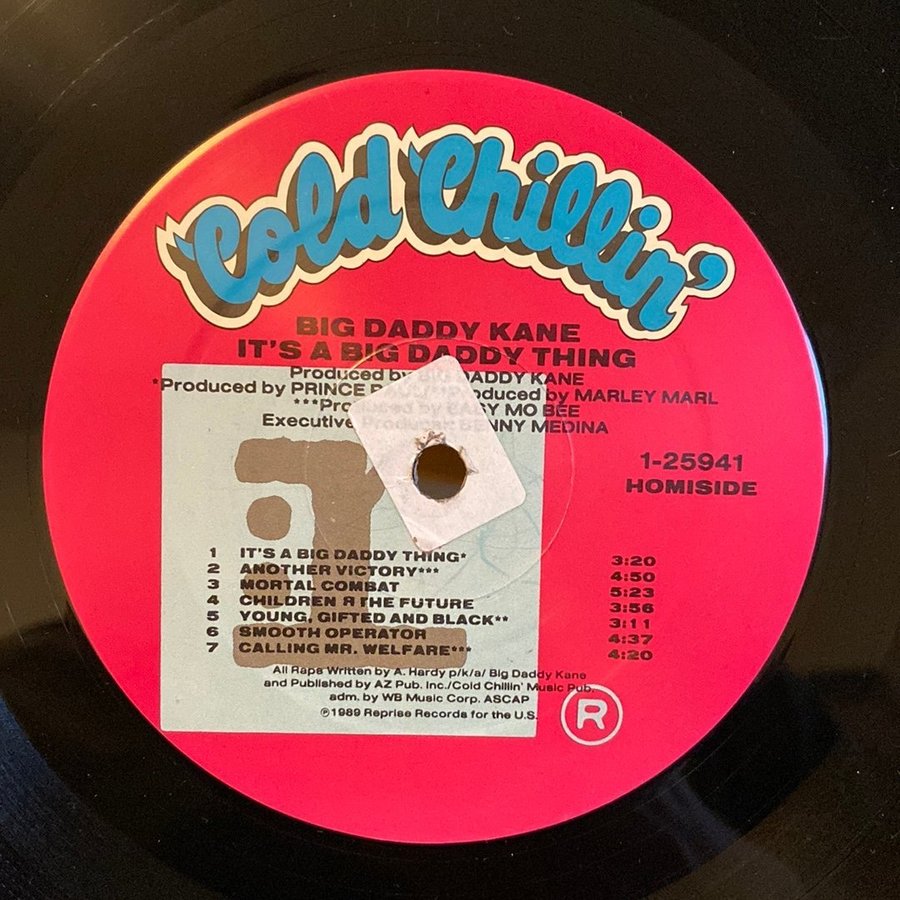 Cold Chillin'
BIG DADDY KANE
IT'S A BIG DADDY THING
Produced by DADDY KANE
*Produced by PRINCE Produced by MARLEY MARL
***Produced by EASY MO BEE
Executive Producer: BENNY MEDINA
1-25941
HOMISIDE
1 IT'S A BIG DADDY THING* 3:20
2 ANOTHER VICTORY*** 4:50
3 MORTAL COMBAT 5:23
4 CHILDREN Я THE FUTURE 3:56
5 YOUNG, GIFTED AND BLACK** 3:11
6 SMOOTH OPERATOR 4:37
7 CALLING MR. WELFARE*** 4:20
All Raps Written by A. Hardy p/k/a/ Big Daddy Kane
and Published by AZ Pub. Inc./Cold Chillin' Music Pub.
adm. by WB Music Corp. ASCAP
℗1989 Reprise Records for the U.S.
R